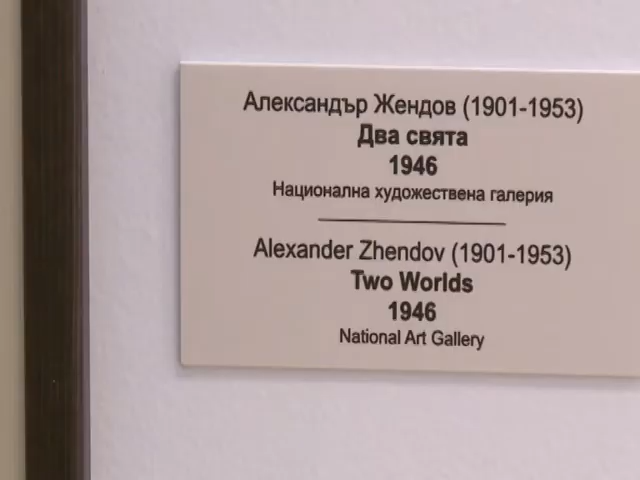 Александър Жендов (1901-1953)
Два свята
1946
Национална художествена галерия
Alexander Zhendov (1901-1953)
Two Worlds
1946
National Art Gallery